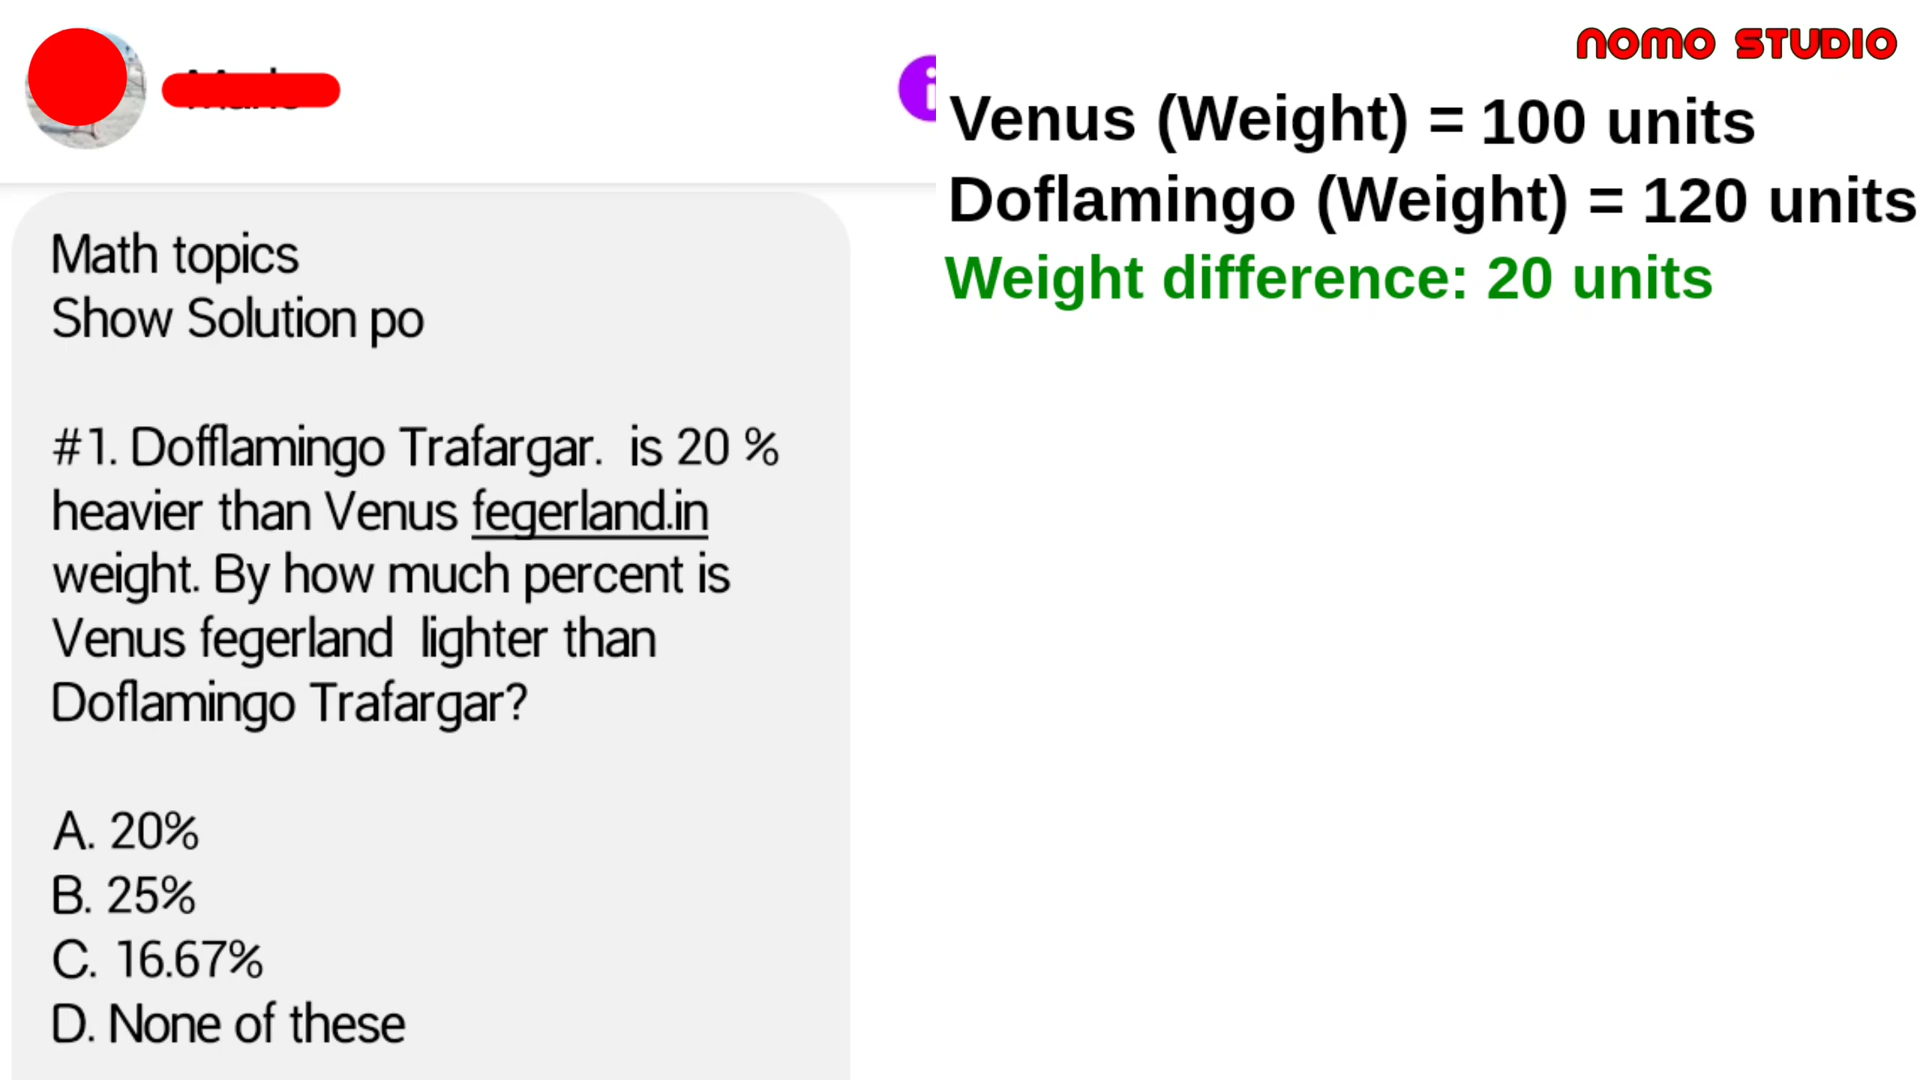 Math topics
Show Solution po
#1. Dofflamingo Trafargar.  is 20 %
heavier than Venus fegerland.in
weight. By how much percent is
Venus fegerland  lighter than
Doflamingo Trafargar?
A. 20%
B. 25%
C. 16.67%
D. None of these
NOMO STUDIO
Venus (Weight) = 100 units
Doflamingo (Weight) = 120 units
Weight difference: 20 units